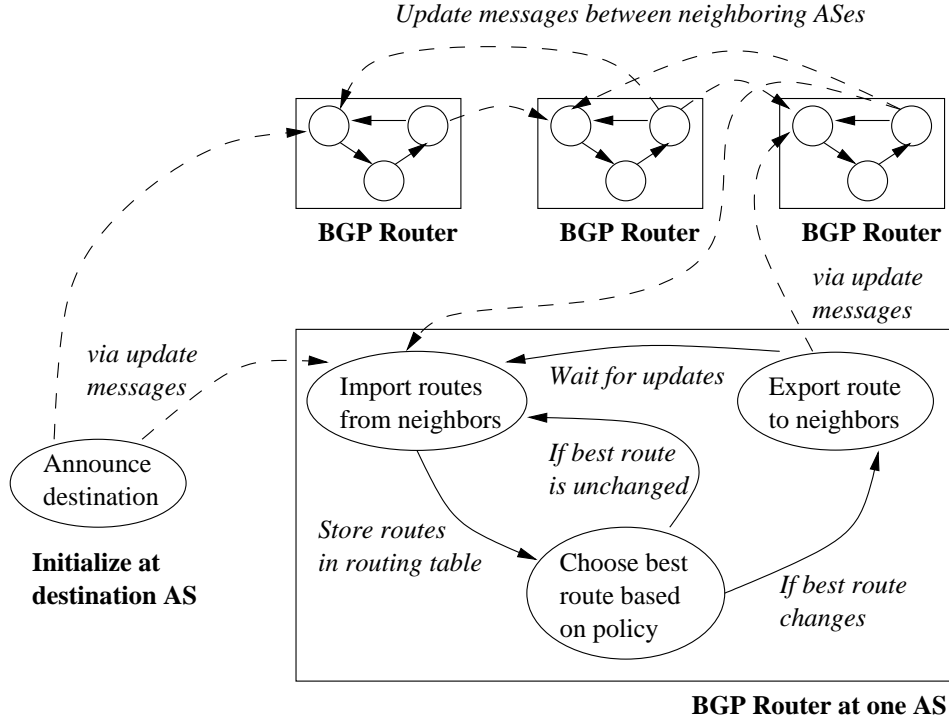 Update messages between neighboring ASes
BGP Router
BGP Router
BGP Router
via update
messages
via update
messages
Import routes
from neighbors
Wait for updates
Export route
to neighbors
Announce
destination
If best route
is unchanged
Store routes
in routing table
Initialize at
destination AS
Choose best
route based
on policy
If best route
changes
BGP Router at one AS